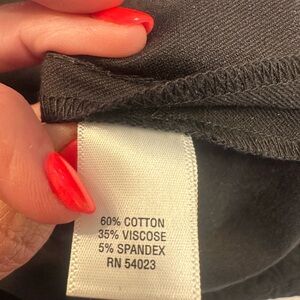 60% COTTON
35% VISCOSE
5% SPANDEX
RN 54023